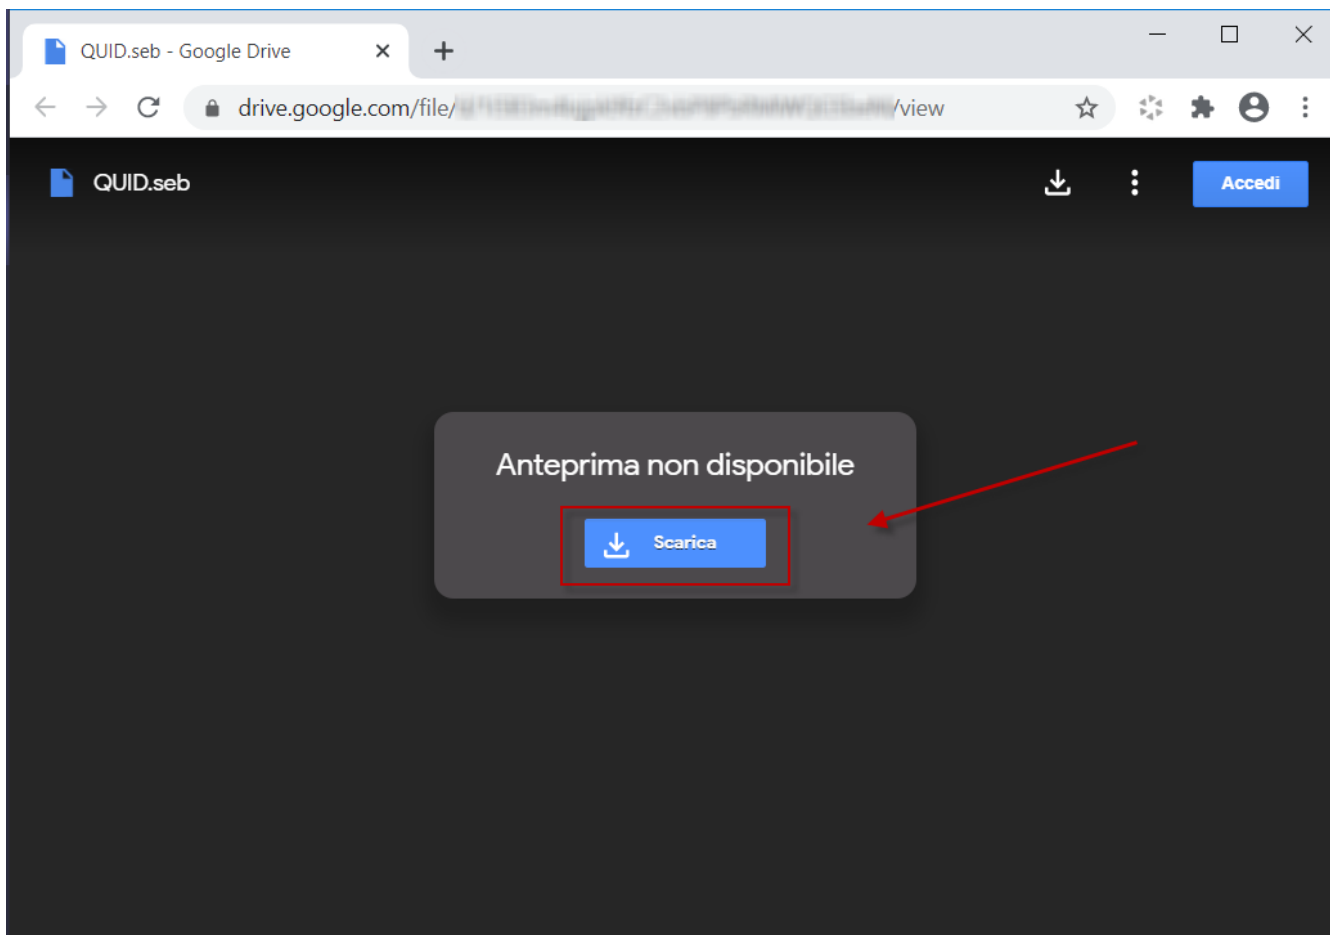 QUID.seb - Google Drive
drive.google.com/file/ /view
QUID.seb
Accedi
Anteprima non disponibile
Scarica